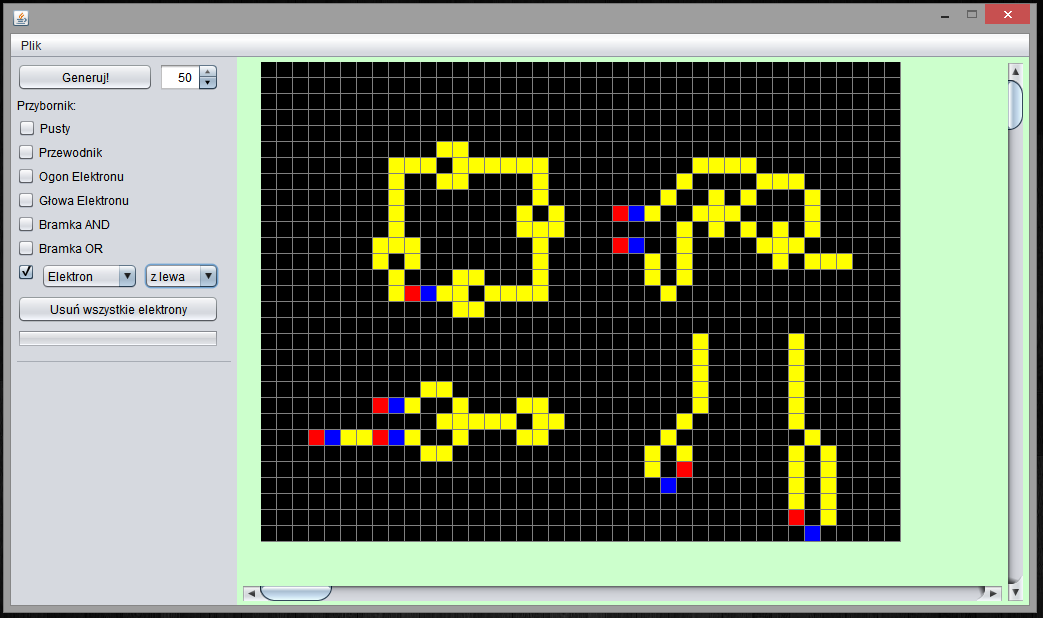 Plik
Generuj! 50
Przybornik:
Pusty
Przewodnik
Ogon Elektronu
Głowa Elektronu
Bramka AND
Bramka OR
Elektron z lewa
Usuń wszystkie elektrony